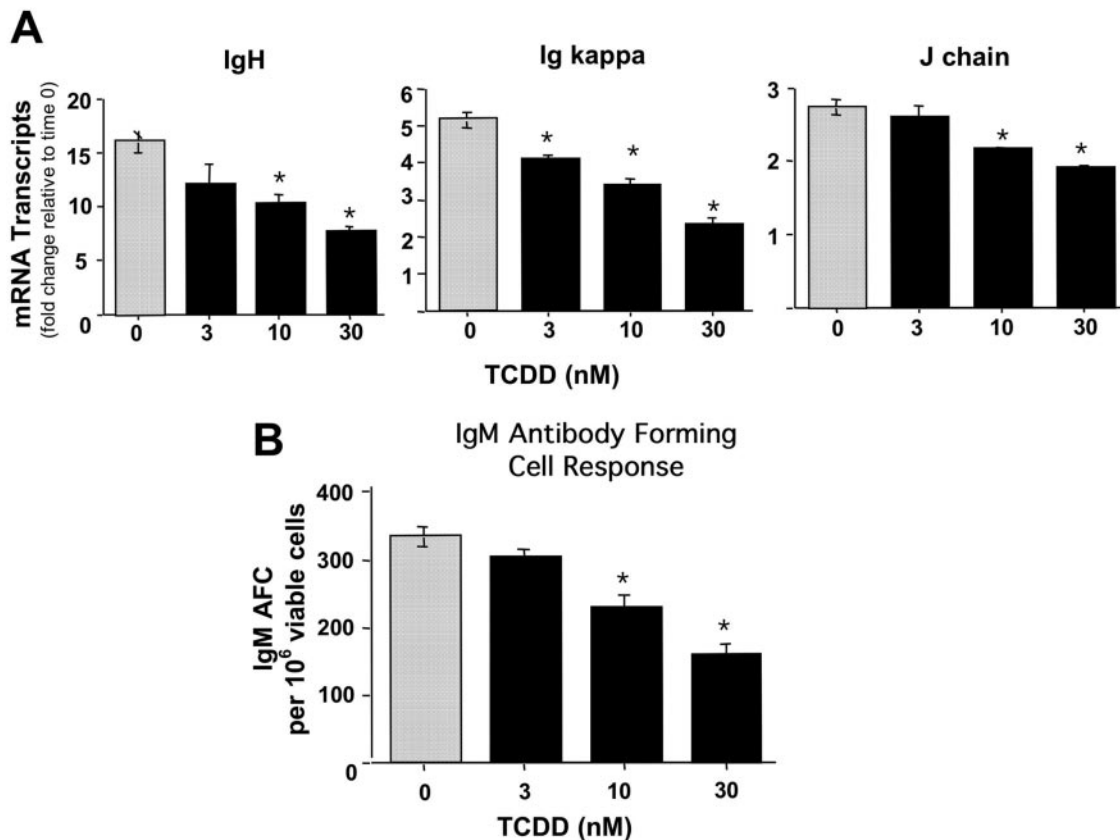 A
IgH
Ig kappa
J chain
mRNA Transcripts
(fold change relative to time 0)
20
15
10
5
0
*
*
0 3 10 30
6
5
4
3
2
1
*
*
*
0 3 10 30
3
2
1
*
*
0 3 10 30
TCDD (nM)
B
IgM Antibody Forming
Cell Response
IgM AFC
per 10⁶ viable cells
400
300
200
100
0
*
*
0 3 10 30
TCDD (nM)